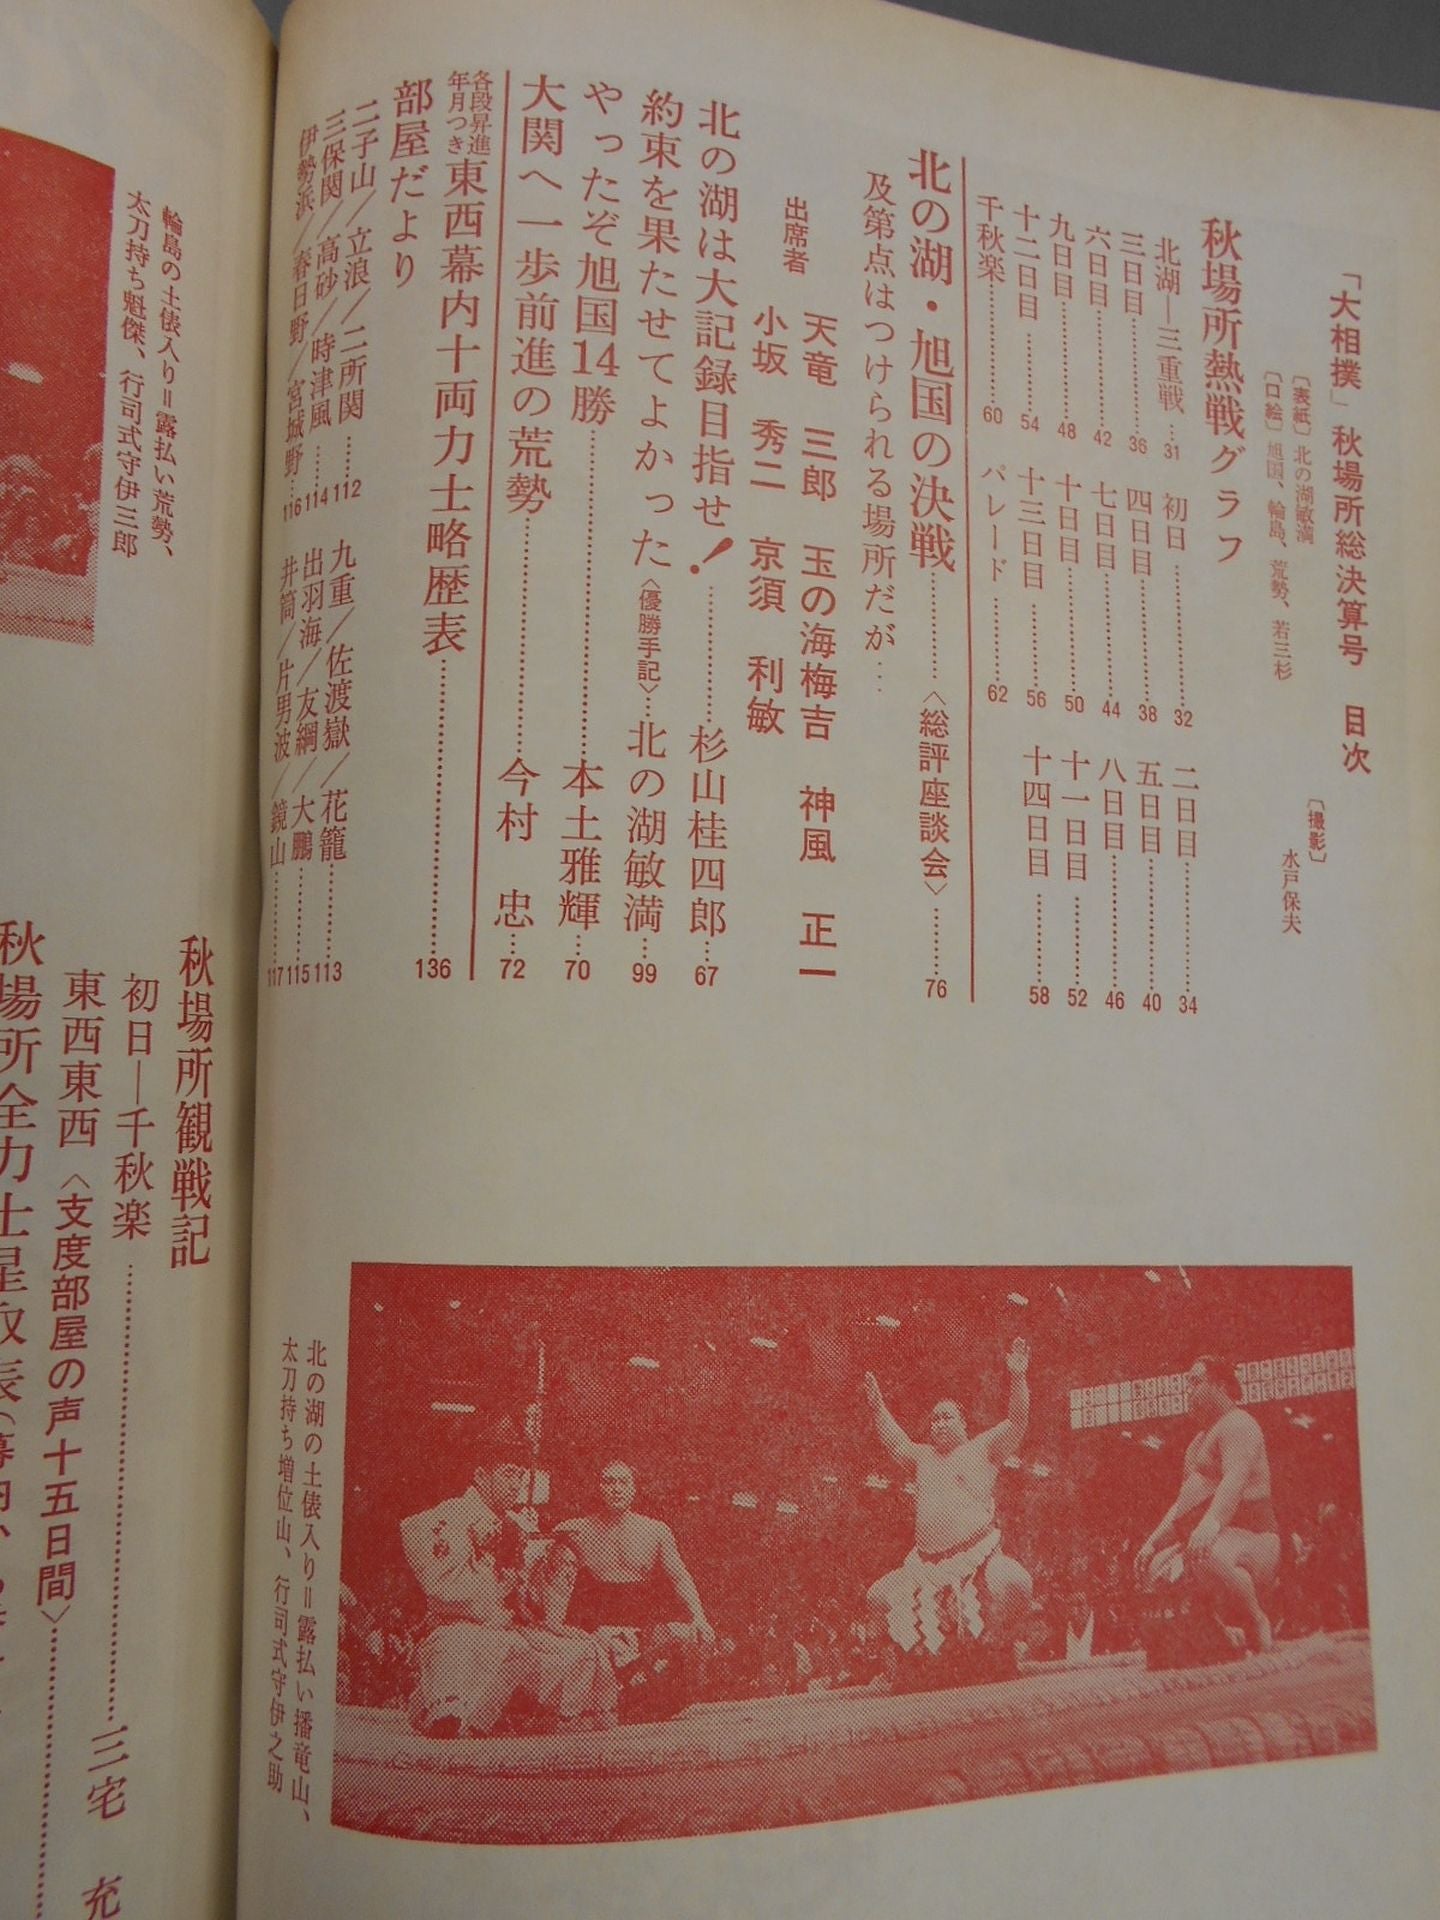 「大相撲」秋場所総決算号　目次
〔表紙〕北の湖敏満
〔口絵〕旭国、輪島、荒勢、若三杉
〔撮影〕
水戸保夫
秋場所熱戦グラフ
北湖―三重戦…31　初日…………32　二日目…………34
三日目…………36　四日目…………38　五日目…………40
六日目…………42　七日目…………44　八日目…………46
九日目…………48　十日目…………50　十一日目…………52
十二日目…………54　十三日目…………56　十四日目…………58
千秋楽…………60　パレード…………62
北の湖・旭国の決戦…………〈総評座談会〉…………76
及第点はつけられる場所だが…
出席者　天竜　三郎　玉の海梅吉　神風　正一
小坂　秀二　京須　利敏
北の湖は大記録目指せ！…………杉山桂四郎…67
約束を果たせてよかった〈優勝手記〉…北の湖敏満…99
やったぞ旭国14勝…………本土雅輝…70
大関へ一歩前進の荒勢…………今村　忠…72
各段昇進年月つき 東西幕内十両力士略歴表…………136
部屋だより
二子山／立浪／二所関……112　九重／佐渡嶽／花籠…………113
三保関／高砂／時津風……114　出羽海／友綱／大鵬…………115
伊勢浜／春日野／宮城野…116　井筒／片男波／鏡山…………117
北の湖の土俵入り＝露払い播竜山、
太刀持ち増位山、行司式守伊之助
輪島の土俵入り＝露払い荒勢、
太刀持ち魁傑、行司式守伊三郎
秋場所観戦記
初日―千秋楽…………三宅　充
東西東西〈支度部屋の声十五日間〉…………
秋場所全力士星取表